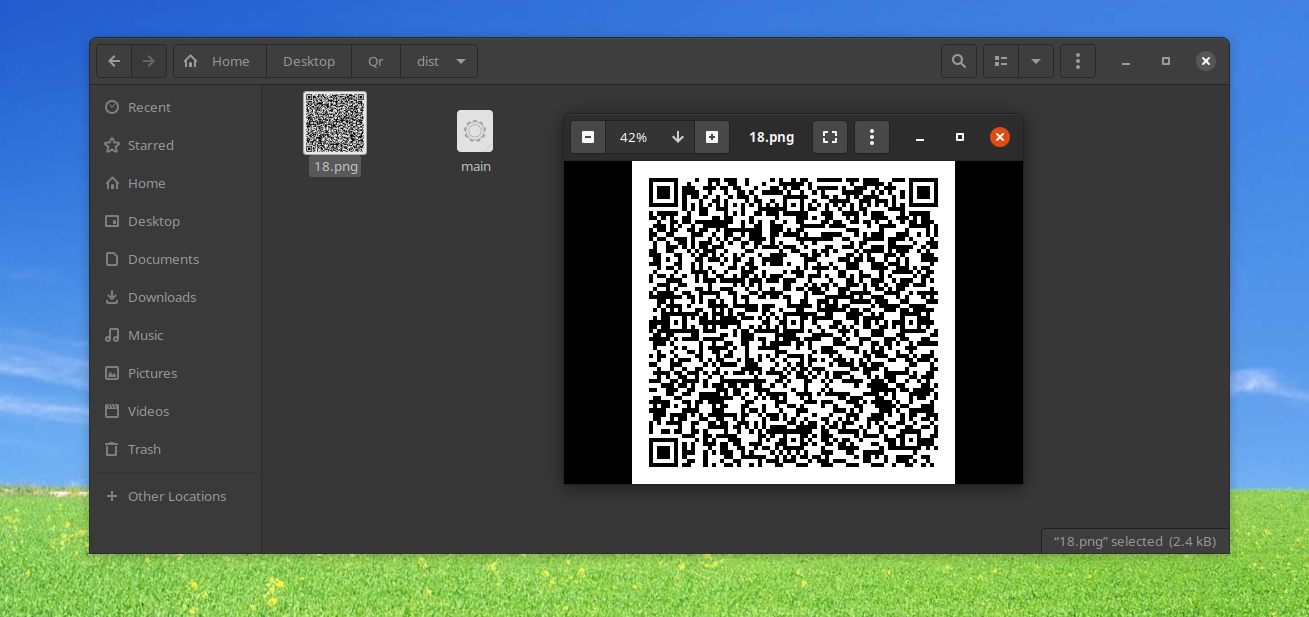 Home
Desktop
Qr
dist
Recent
Starred
Home
Desktop
Documents
Downloads
Music
Pictures
Videos
Trash
Other Locations
18.png
main
42%
18.png
“18.png” selected (2.4 kB)